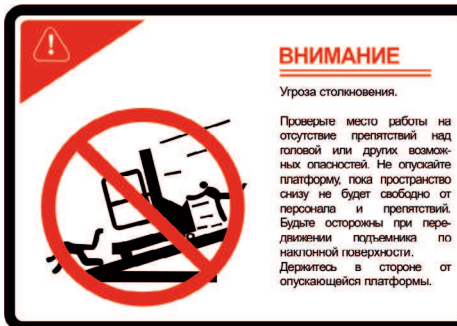 ВНИМАНИЕ
Угроза столкновения.
Проверьте место работы на
отсутствие препятствий над
головой или других возмож-
ных опасностей. Не опускайте
платформу, пока пространство
снизу не будет свободно от
персонала и препятствий.
Будьте осторожны при пере-
движении подъемника по
наклонной поверхности.
Держитесь в стороне от
опускающейся платформы.